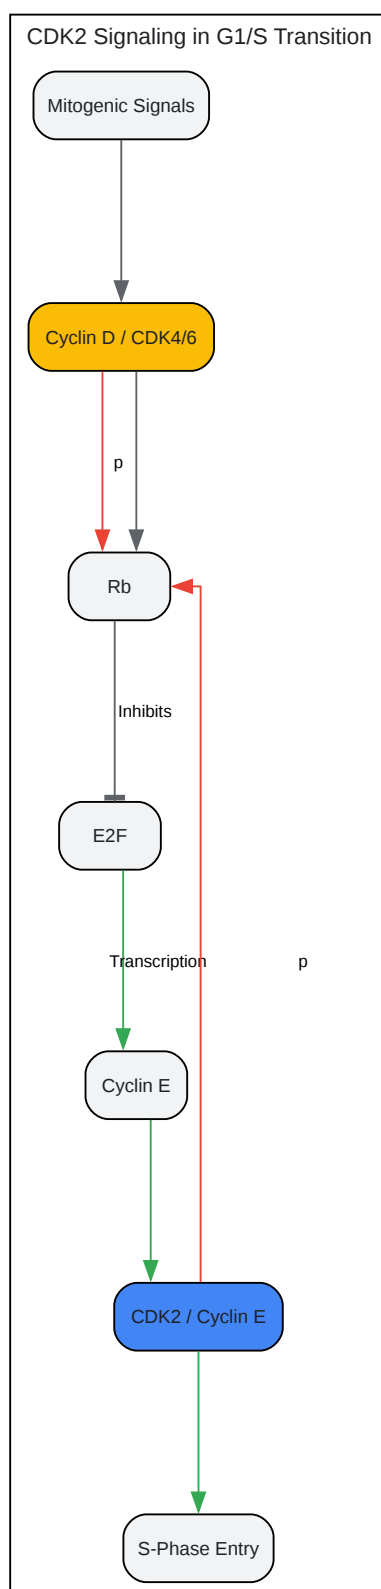 CDK2 Signaling in G1/S Transition
Mitogenic Signals
Cyclin D / CDK4/6
p
Rb
Inhibits
E2F
Transcription
p
Cyclin E
CDK2 / Cyclin E
S-Phase Entry